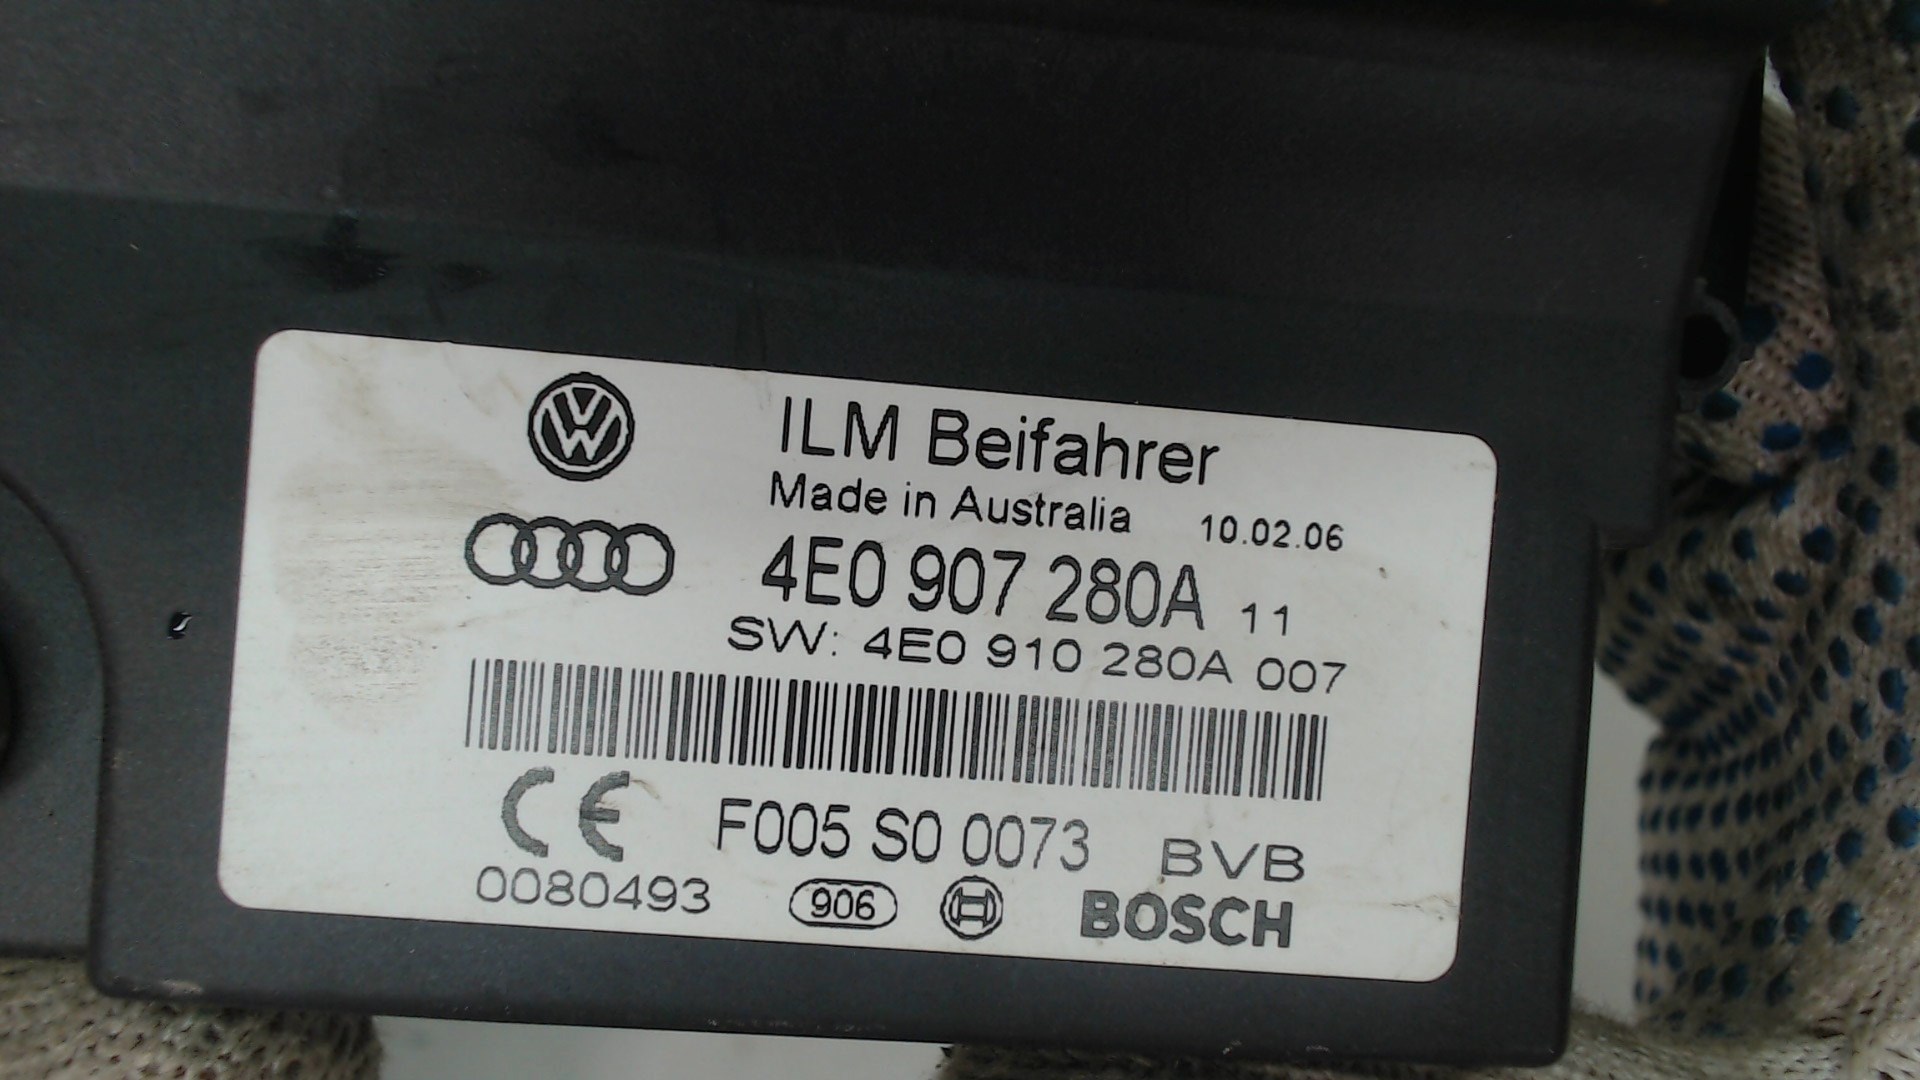 ILM Beifahrer
Made in Australia 10.02.06
4E0 907 280A 11
SW: 4E0 910 280A 007
CE F005 S0 0073 BVB
0080493 906 BOSCH